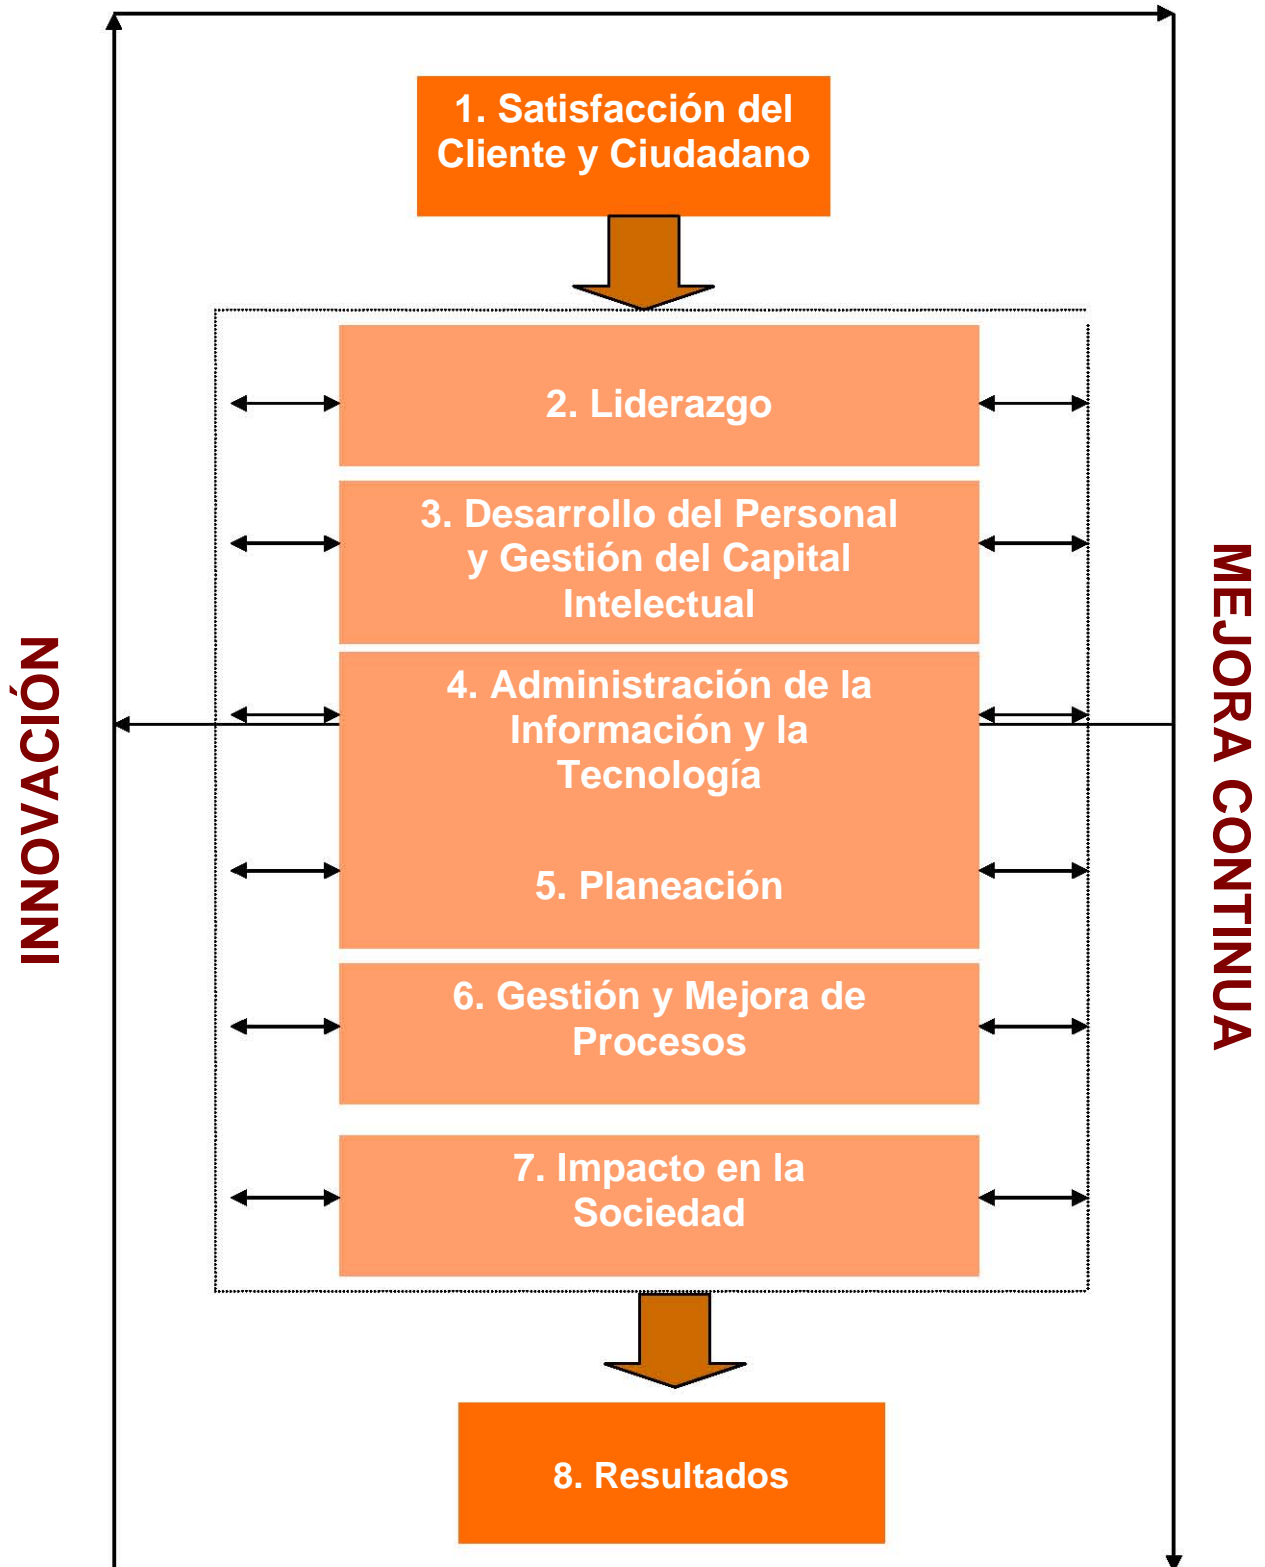 1. Satisfacción del
Cliente y Ciudadano
2. Liderazgo
3. Desarrollo del Personal
y Gestión del Capital
Intelectual
4. Administración de la
Información y la
Tecnología
5. Planeación
6. Gestión y Mejora de
Procesos
7. Impacto en la
Sociedad
8. Resultados
INNOVACIÓN
MEJORA CONTINUA